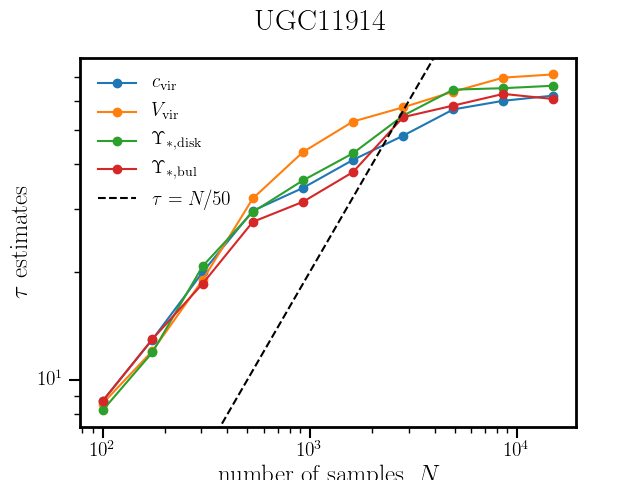 UGC11914
c_vir
V_vir
Υ_*,disk
Υ_*,bul
τ = N/50
τ estimates
10^1
10^2
10^3
10^4
number of samples, N